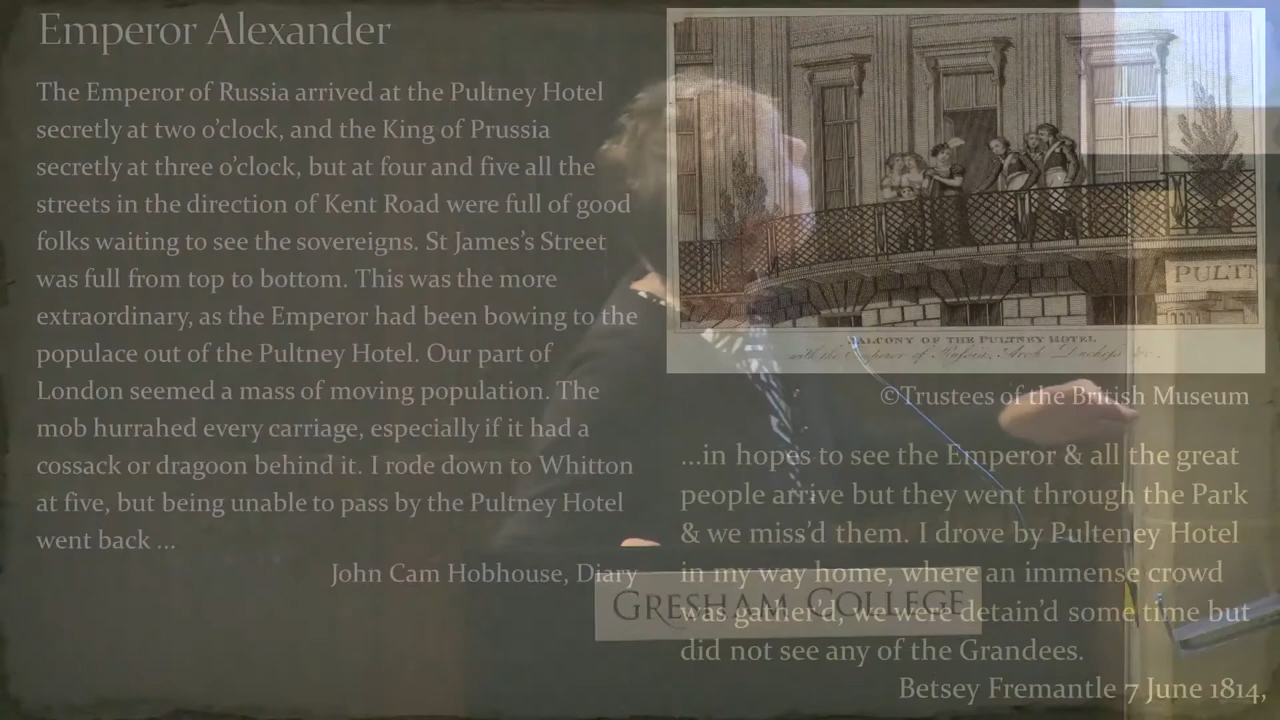 Emperor Alexander
The Emperor of Russia arrived at the Pultney Hotel
secretly at two o’clock, and the King of Prussia
secretly at three o’clock, but at four and five all the
streets in the direction of Kent Road were full of good
folks waiting to see the sovereigns. St James’s Street
was full from top to bottom. This was the more
extraordinary, as the Emperor had been bowing to the
populace out of the Pultney Hotel. Our part of
London seemed a mass of moving population. The
mob hurrahed every carriage, especially if it had a
cossack or dragoon behind it. I rode down to Whitton
at five, but being unable to pass by the Pultney Hotel
went back ...
John Cam Hobhouse, Diary
PULTN
BALCONY OF THE PULTNEY HOTEL,
with the Emperor of Russia, Arch Duchess &c.
©Trustees of the British Museum
...in hopes to see the Emperor & all the great
people arrive but they went through the Park
& we miss’d them. I drove by Pulteney Hotel
in my way home, where an immense crowd
was gather’d, we were detain’d some time but
did not see any of the Grandees.
Betsey Fremantle 7 June 1814,
GRESHAM COLLEGE